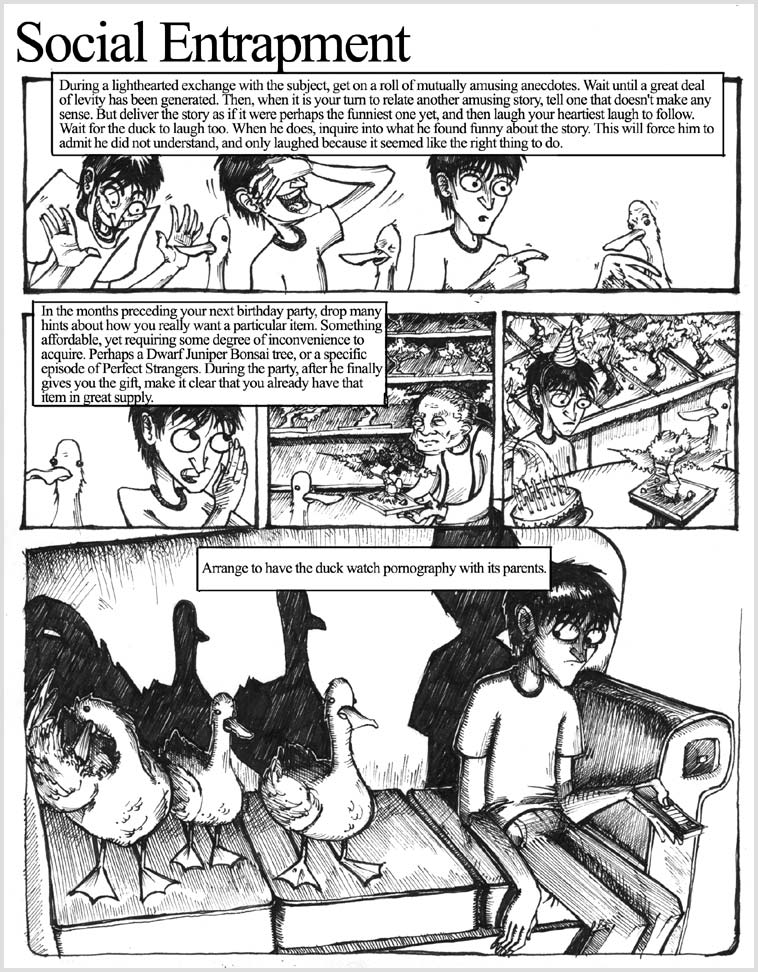 Social Entrapment
During a lighthearted exchange with the subject, get on a roll of mutually amusing anecdotes. Wait until a great deal
of levity has been generated. Then, when it is your turn to relate another amusing story, tell one that doesn't make any
sense. But deliver the story as if it were perhaps the funniest one yet, and then laugh your heartiest laugh to follow.
Wait for the duck to laugh too. When he does, inquire into what he found funny about the story. This will force him to
admit he did not understand, and only laughed because it seemed like the right thing to do.
In the months preceding your next birthday party, drop many
hints about how you really want a particular item. Something
affordable, yet requiring some degree of inconvenience to
acquire. Perhaps a Dwarf Juniper Bonsai tree, or a specific
episode of Perfect Strangers. During the party, after he finally
gives you the gift, make it clear that you already have that
item in great supply.
Arrange to have the duck watch pornography with its parents.